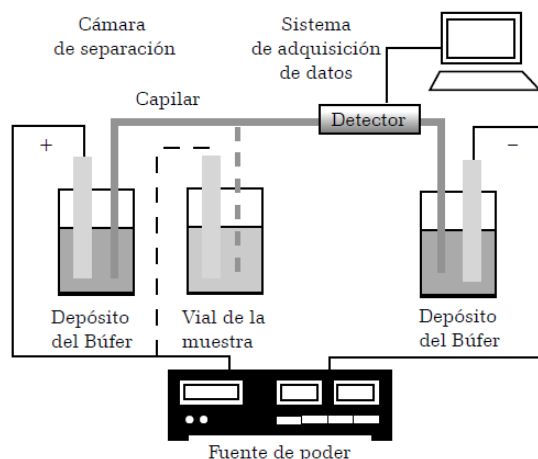 Cámara
de separación
Sistema
de adquisición
de datos
Capilar
Detector
+
−
Depósito
del Búfer
Vial de la
muestra
Depósito
del Búfer
Fuente de poder